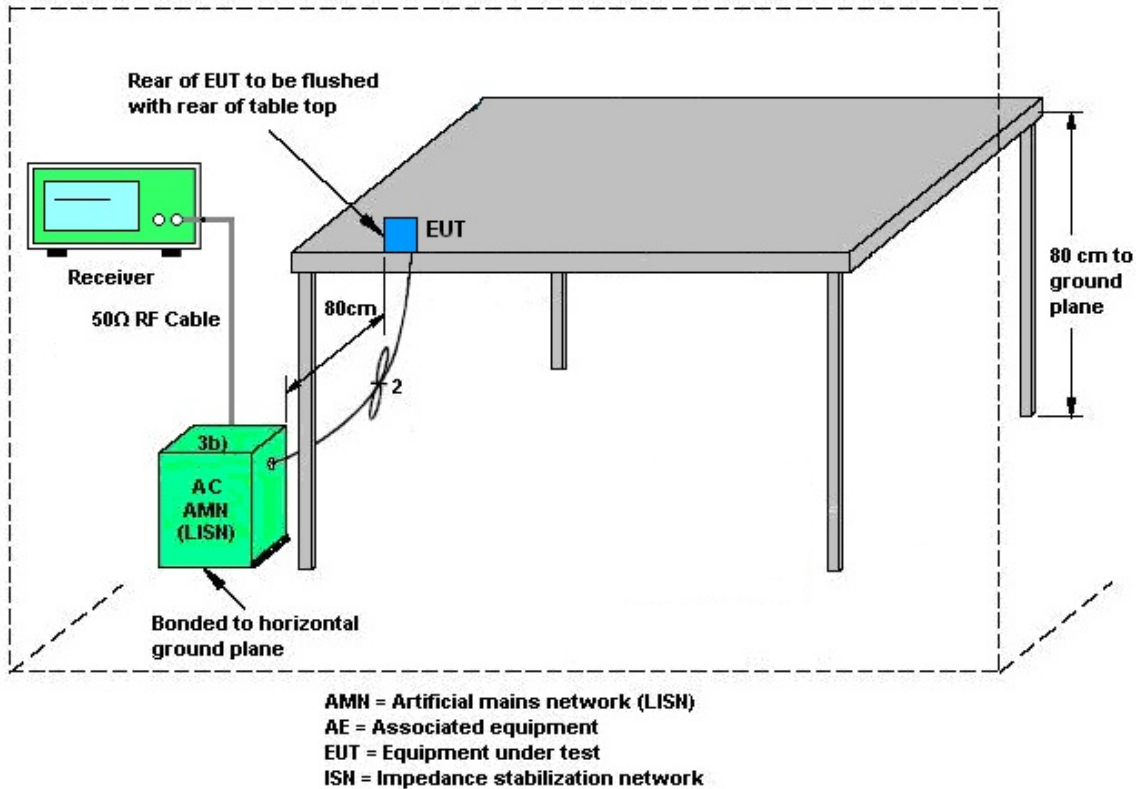 Rear of EUT to be flushed
with rear of table top
EUT
Receiver
50Ω RF Cable
80cm
80 cm to
ground
plane
2
3b)
AC
AMN
(LISN)
Bonded to horizontal
ground plane
AMN = Artificial mains network (LISN)
AE = Associated equipment
EUT = Equipment under test
ISN = Impedance stabilization network